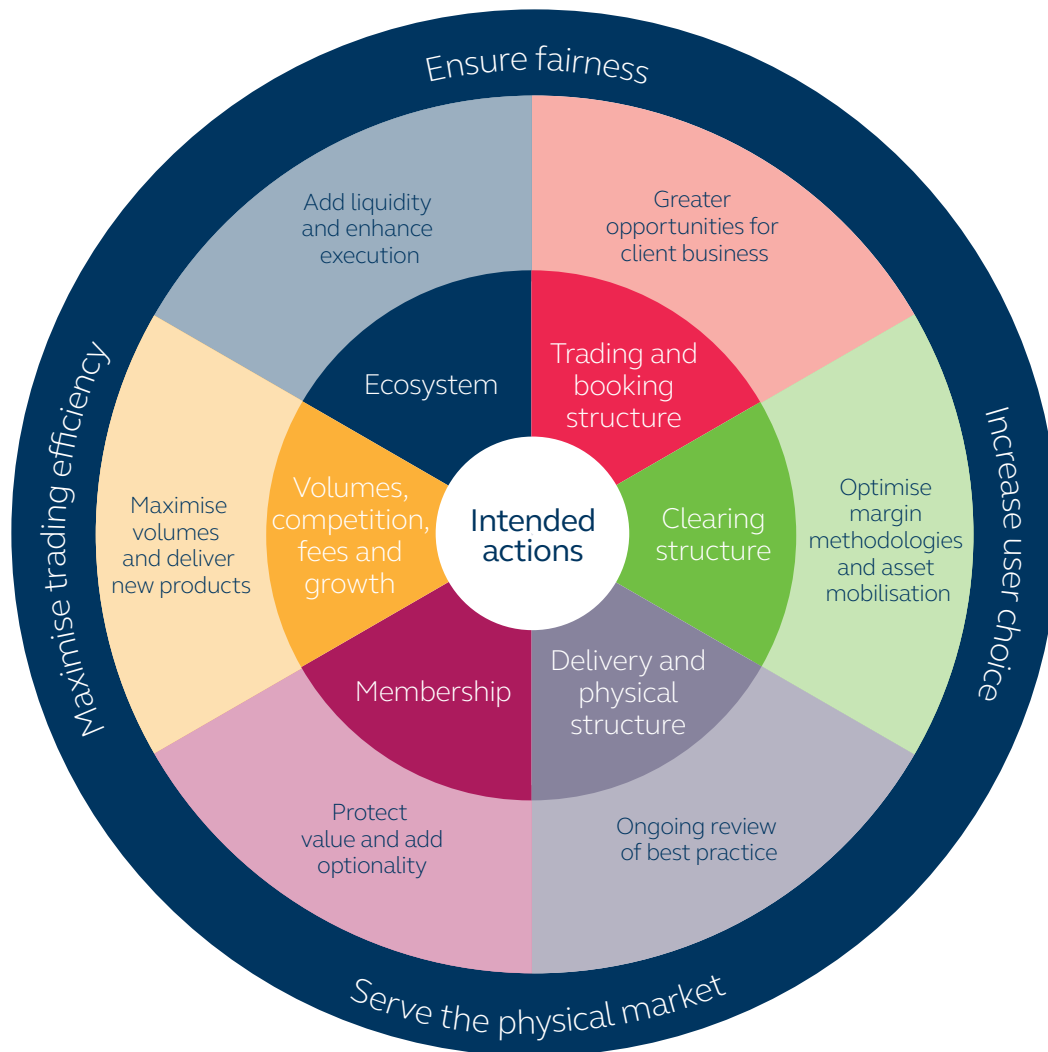 Ensure fairness
Add liquidity
and enhance
execution
Greater
opportunities for
client business
Ecosystem
Trading and
booking
structure
Maximise trading efficiency
Maximise
volumes
and deliver
new products
Volumes,
competition,
fees and
growth
Intended
actions
Clearing
structure
Optimise
margin
methodologies
and asset
mobilisation
Increase user choice
Membership
Delivery and
physical
structure
Protect
value and add
optionality
Ongoing review
of best practice
Serve the physical market